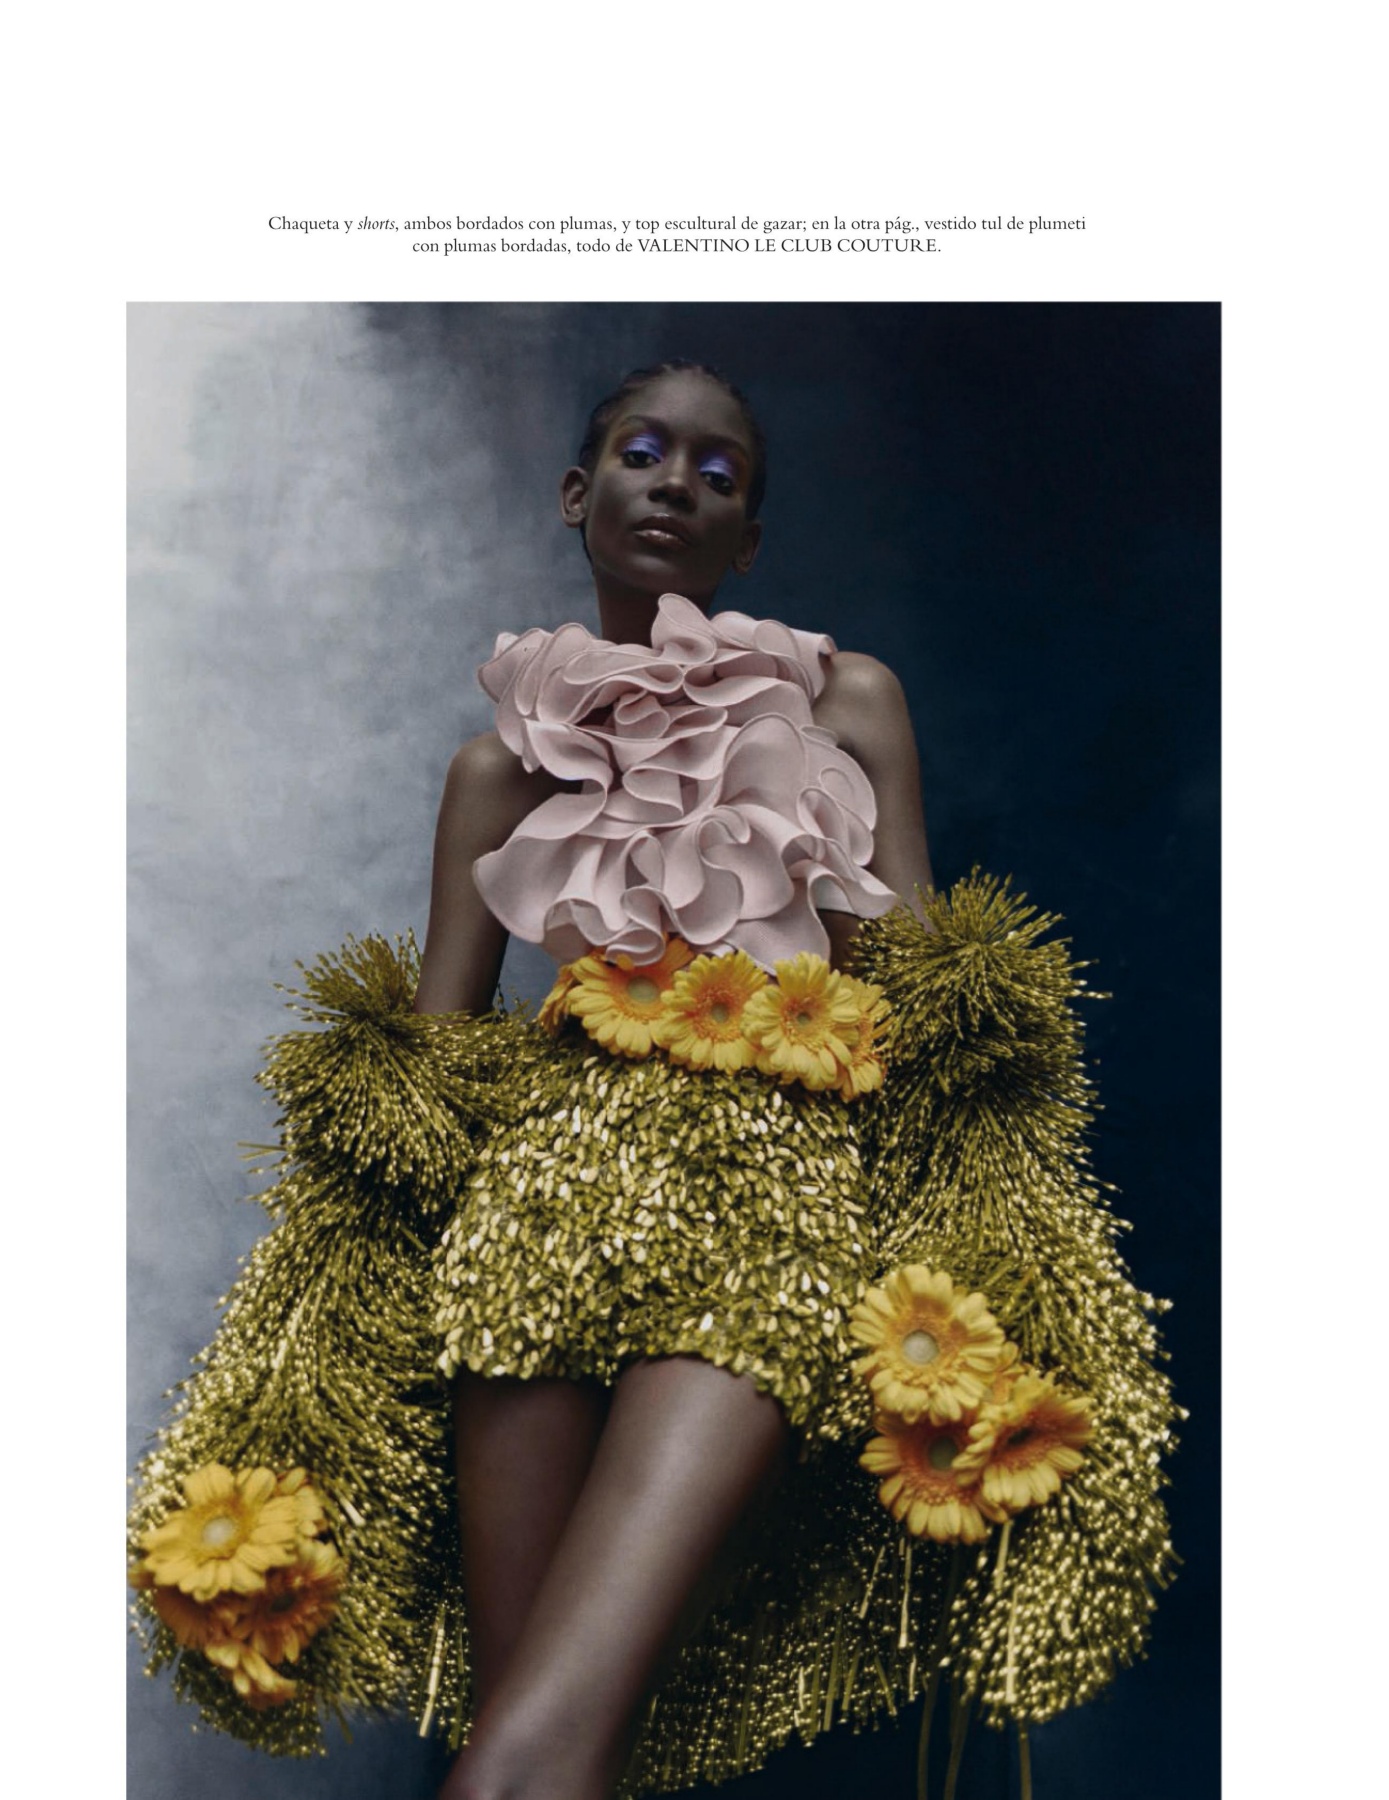 Chaqueta y shorts, ambos bordados con plumas, y top escultural de gazar; en la otra pág., vestido tul de plumeti
con plumas bordadas, todo de VALENTINO LE CLUB COUTURE.